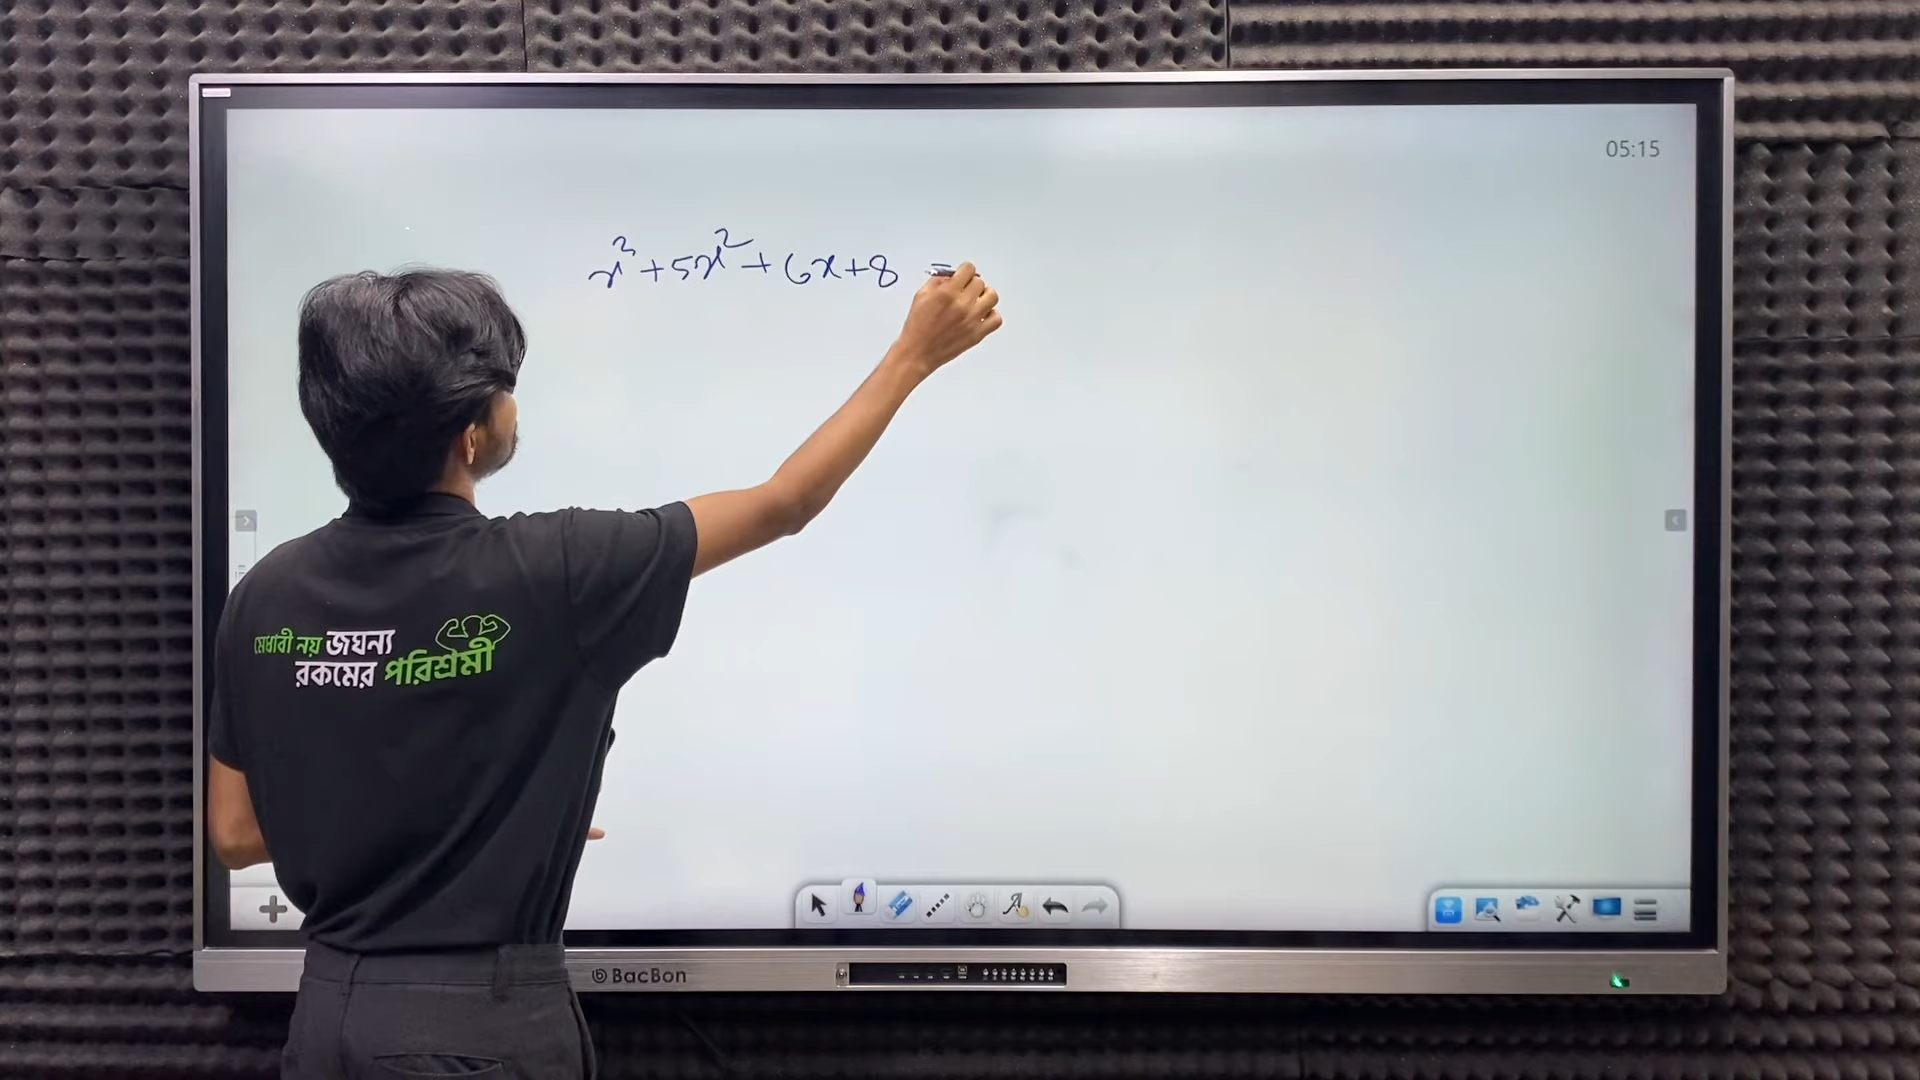 05:15
x³+5x²+6x+8 =
মেধাবী নয় জঘন্য
রকমের পরিশ্রমী
BacBon